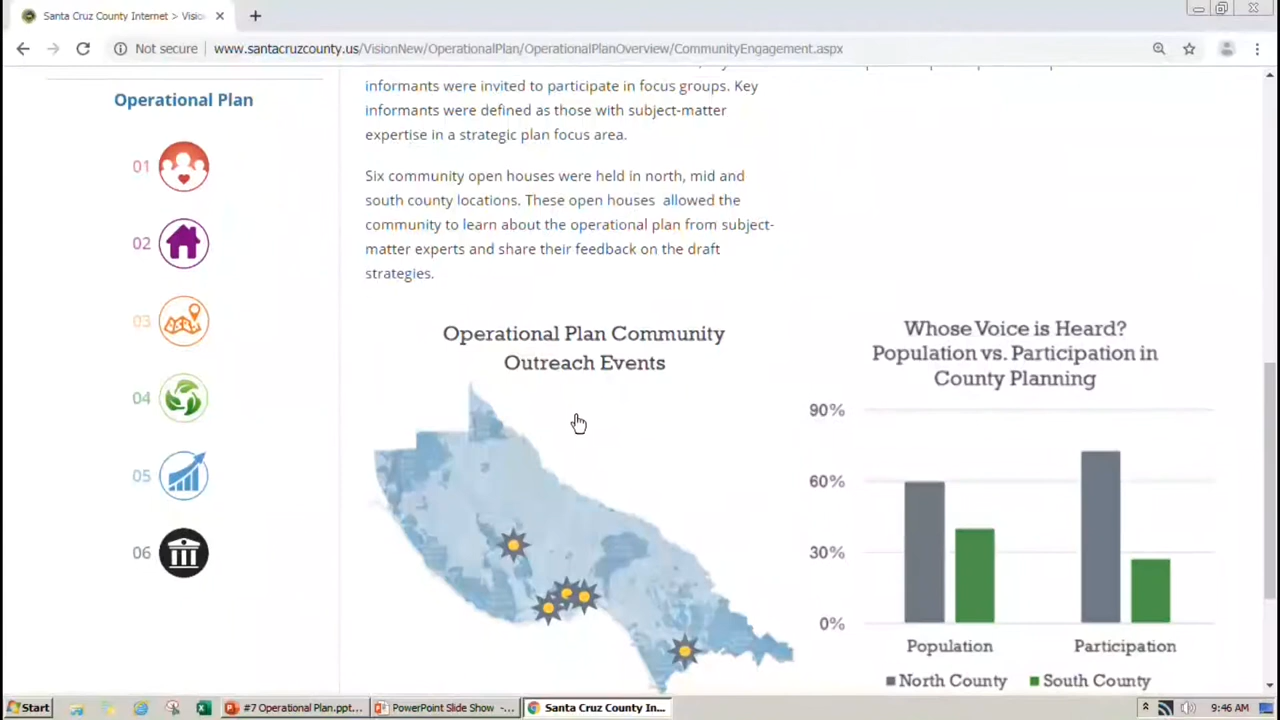 Santa Cruz County Internet > Visio
Not secure
www.santacruzcounty.us/VisionNew/OperationalPlan/OperationalPlanOverview/CommunityEngagement.aspx
Operational Plan
01
02
03
04
05
06
informants were invited to participate in focus groups. Key
informants were defined as those with subject-matter
expertise in a strategic plan focus area.
Six community open houses were held in north, mid and
south county locations. These open houses allowed the
community to learn about the operational plan from subject-
matter experts and share their feedback on the draft
strategies.
Operational Plan Community
Outreach Events
Whose Voice is Heard?
Population vs. Participation in
County Planning
90%
60%
30%
0%
Population
Participation
North County
South County
Start
#7 Operational Plan.ppt...
PowerPoint Slide Show -...
Santa Cruz County In...
9:46 AM